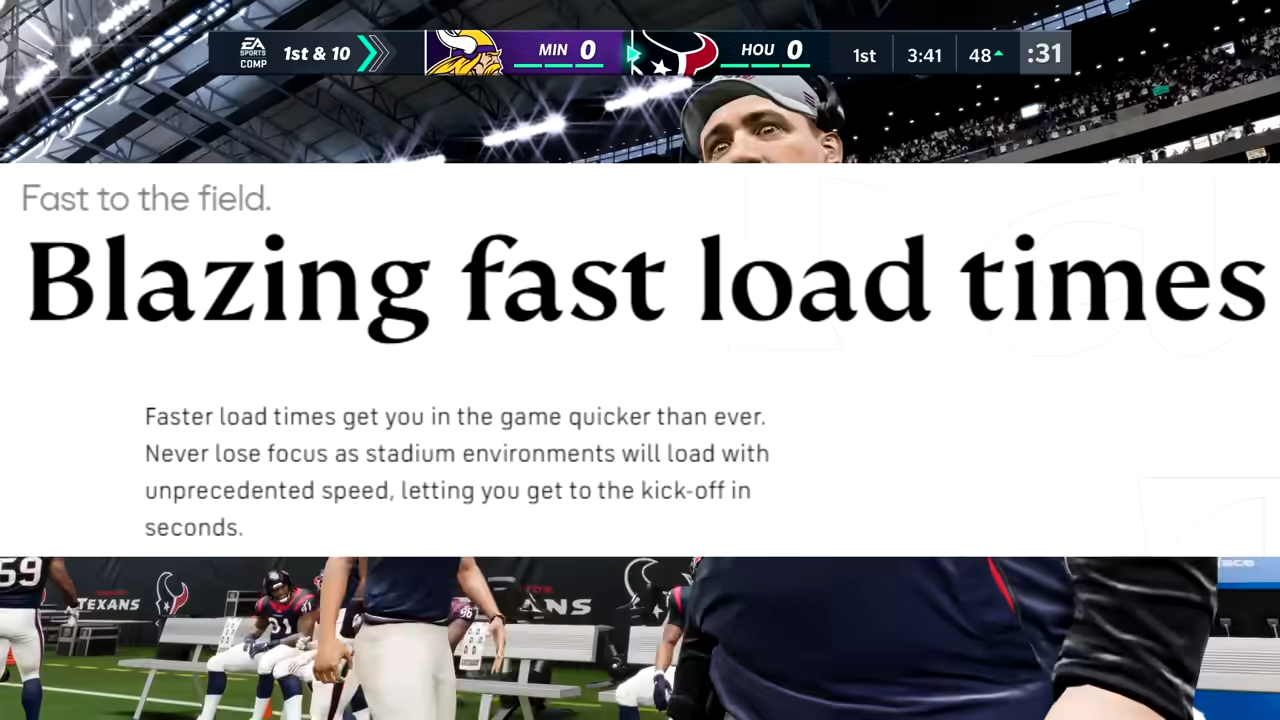 EA SPORTS COMP 1st & 10 MIN 0 HOU 0 1st 3:41 48 :31
Fast to the field.
Blazing fast load times
Faster load times get you in the game quicker than ever.
Never lose focus as stadium environments will load with
unprecedented speed, letting you get to the kick-off in
seconds.
59
TEXANS